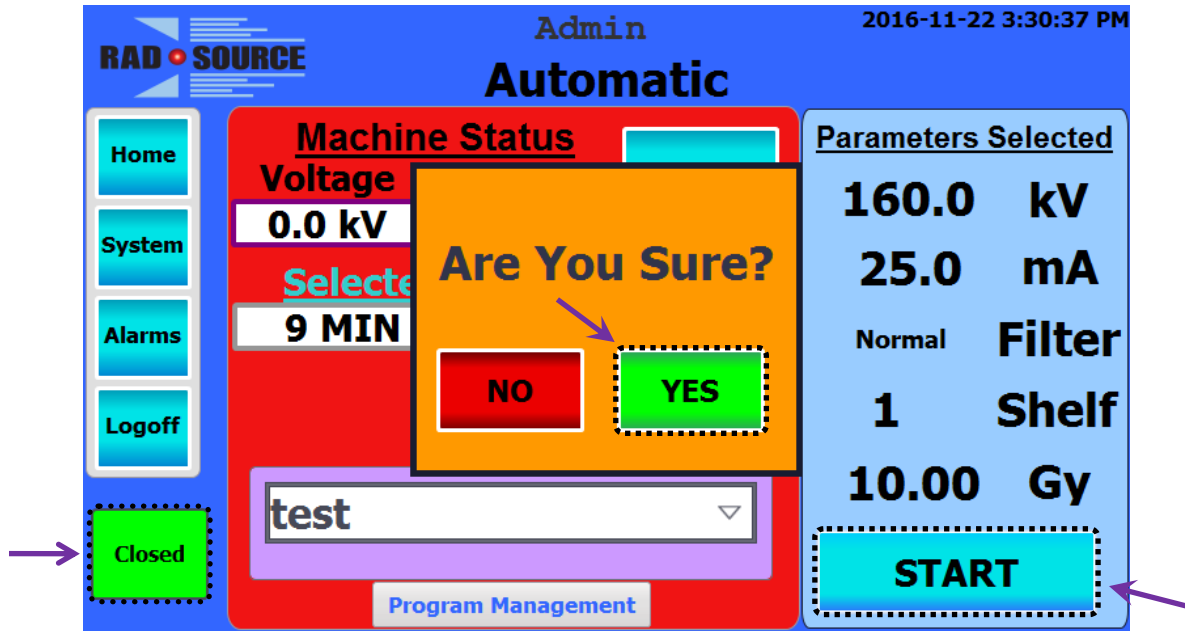 Admin
2016-11-22 3:30:37 PM
RAD SOURCE
Automatic
Home
System
Alarms
Logoff
Closed
Machine Status
Voltage
0.0 kV
Selecte
9 MIN
Are You Sure?
NO YES
test
Program Management
Parameters Selected
160.0 kV
25.0 mA
Normal Filter
1 Shelf
10.00 Gy
START